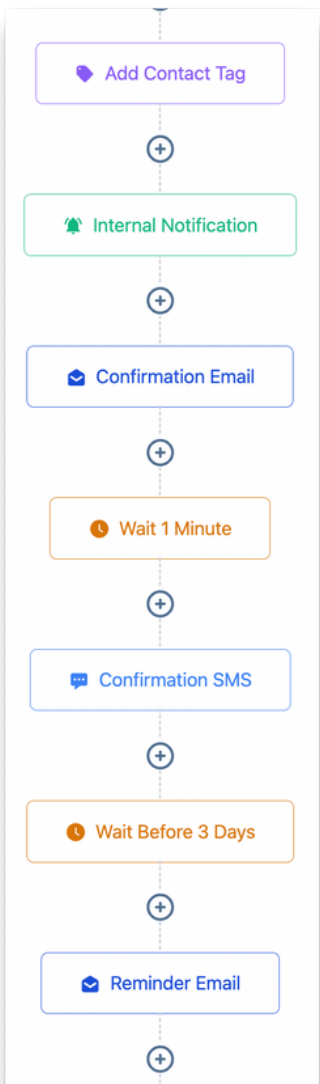 Add Contact Tag
Internal Notification
Confirmation Email
Wait 1 Minute
Confirmation SMS
Wait Before 3 Days
Reminder Email